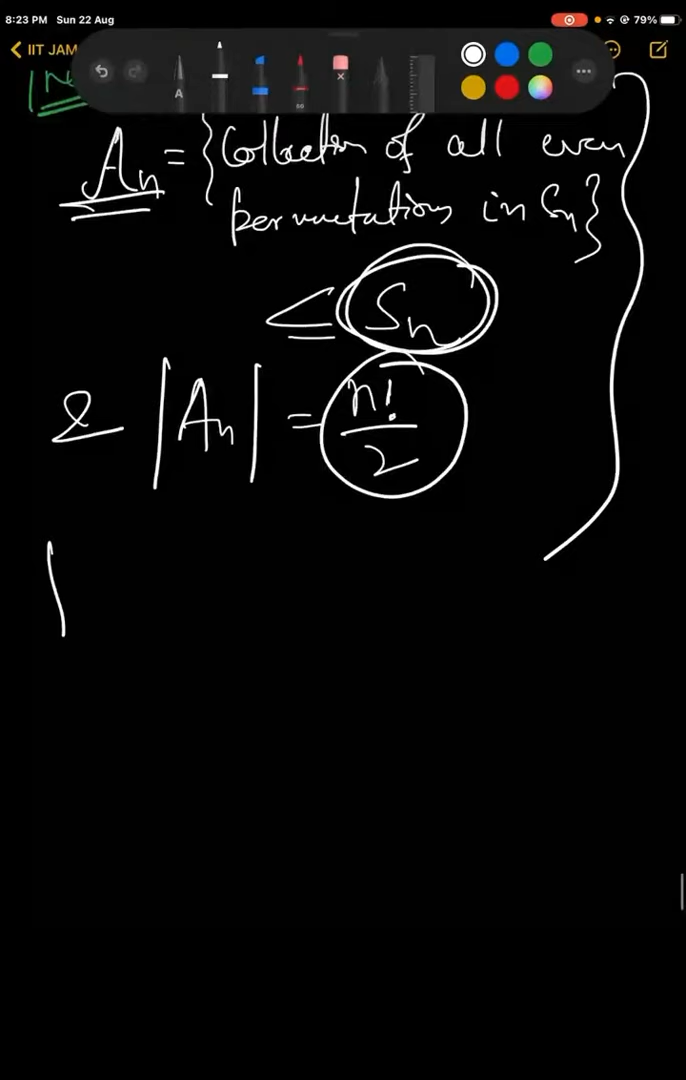 8:23 PM Sun 22 Aug 79%
IIT JAM
An = {Collection of all even
permutations in Sn}
≤ Sn
& |An| = n!/2